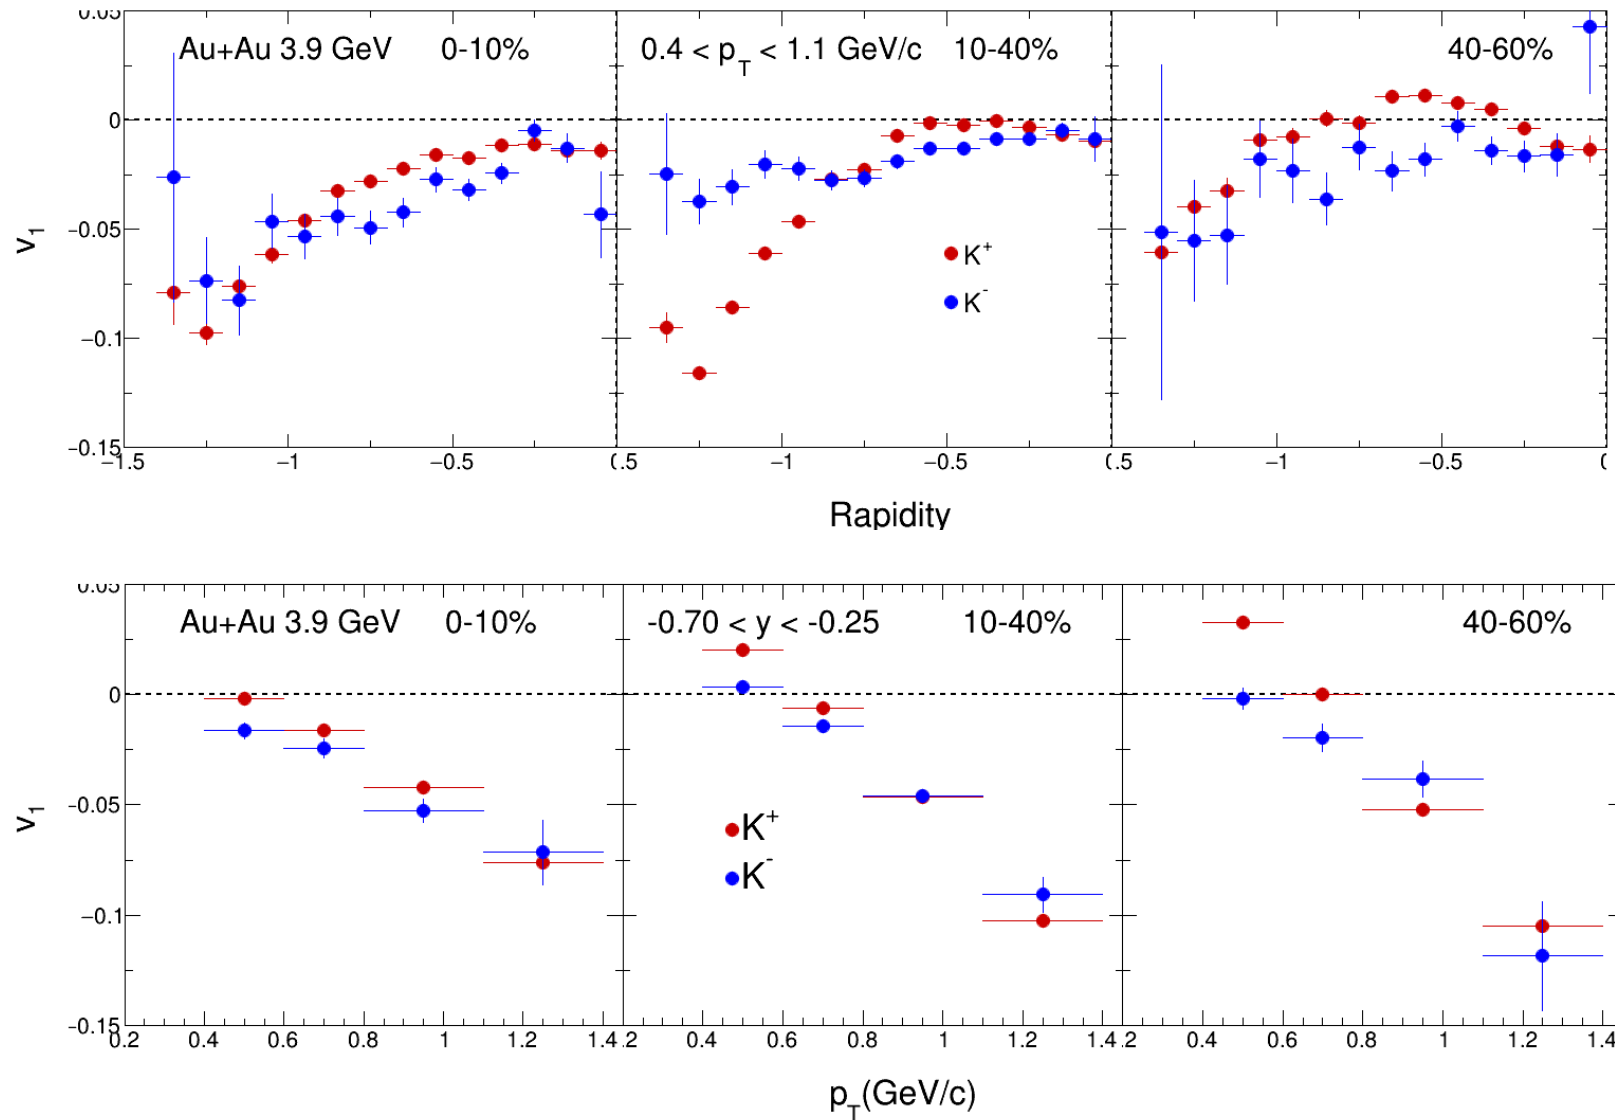 0.05
Au+Au 3.9 GeV 0-10% 0.4 < p_T < 1.1 GeV/c 10-40% 40-60%
0
−0.05
−0.1
−0.15
v_1
K^+
K^-
−1.5 −1 −0.5 −1 −0.5 −1 −0.5 0
Rapidity
0.05
Au+Au 3.9 GeV 0-10% -0.70 < y < -0.25 10-40% 40-60%
0
−0.05
−0.1
−0.15
v_1
K^+
K^-
0.2 0.4 0.6 0.8 1 1.2 1.4 .2 0.4 0.6 0.8 1 1.2 1.4 .2 0.4 0.6 0.8 1 1.2 1.4
p_T(GeV/c)